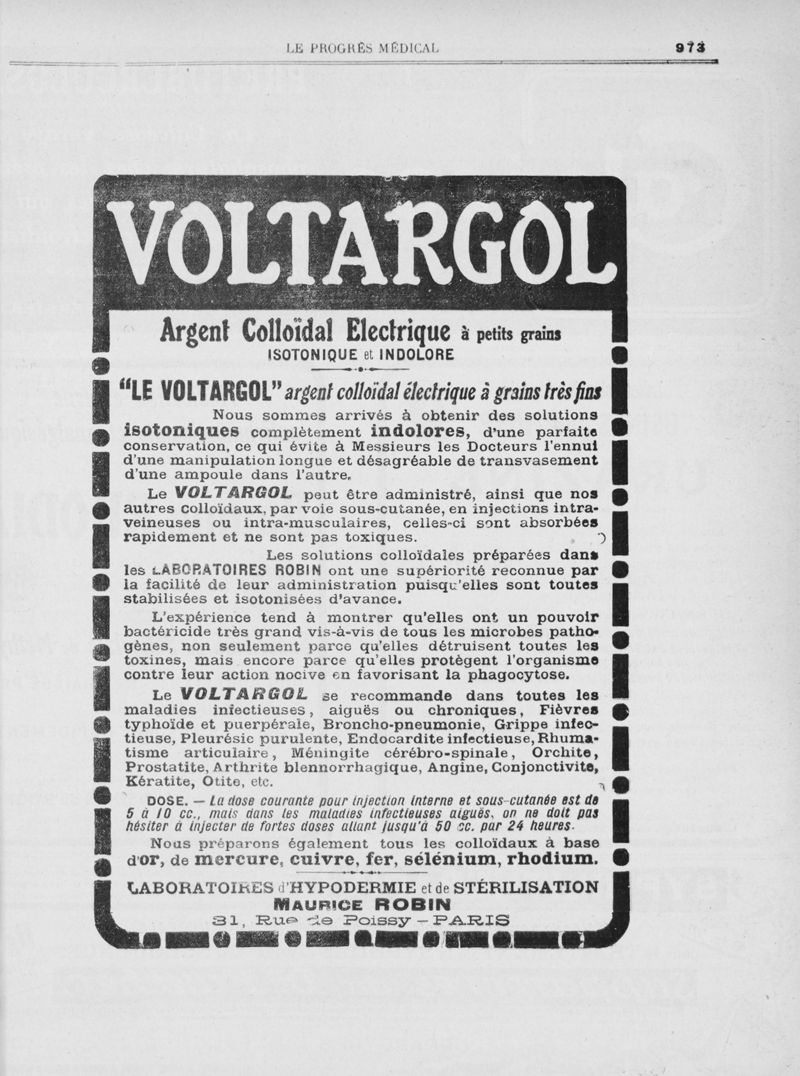 LE PROGRÈS MÉDICAL
973
VOLTARGOL
Argent Colloïdal Electrique à petits grains
ISOTONIQUE et INDOLORE
"LE VOLTARGOL" argent colloïdal électrique à grains très fins
Nous sommes arrivés à obtenir des solutions
isotoniques complètement indolores, d'une parfaite
conservation, ce qui évite à Messieurs les Docteurs l'ennui
d'une manipulation longue et désagréable de transvasement
d'une ampoule dans l'autre.
Le VOLTARGOL peut être administré, ainsi que nos
autres colloïdaux, par voie sous-cutanée, en injections intra-
veineuses ou intra-musculaires, celles-ci sont absorbées
rapidement et ne sont pas toxiques.
Les solutions colloïdales préparées dans
les LABORATOIRES ROBIN ont une supériorité reconnue par
la facilité de leur administration puisqu'elles sont toutes
stabilisées et isotonisées d'avance.
L'expérience tend à montrer qu'elles ont un pouvoir
bactéricide très grand vis-à-vis de tous les microbes patho-
gènes, non seulement parce qu'elles détruisent toutes les
toxines, mais encore parce qu'elles protègent l'organisme
contre leur action nocive en favorisant la phagocytose.
Le VOLTARGOL se recommande dans toutes les
maladies infectieuses, aiguës ou chroniques, Fièvres
typhoïde et puerpérale, Broncho-pneumonie, Grippe infec-
tieuse, Pleurésie purulente, Endocardite infectieuse, Rhuma-
tisme articulaire, Méningite cérébro-spinale, Orchite,
Prostatite, Arthrite blennorrhagique, Angine, Conjonctivite,
Kératite, Otite, etc.
DOSE. — La dose courante pour injection interne et sous-cutanée est de
5 à 10 cc., mais dans les maladies infectieuses aiguës, on ne doit pas
hésiter à injecter de fortes doses allant jusqu'à 50 cc. par 24 heures.
Nous préparons également tous les colloïdaux à base
d'or, de mercure, cuivre, fer, sélénium, rhodium.
LABORATOIRES d'HYPODERMIE et de STÉRILISATION
MAURICE ROBIN
31, Rue de Poissy — PARIS